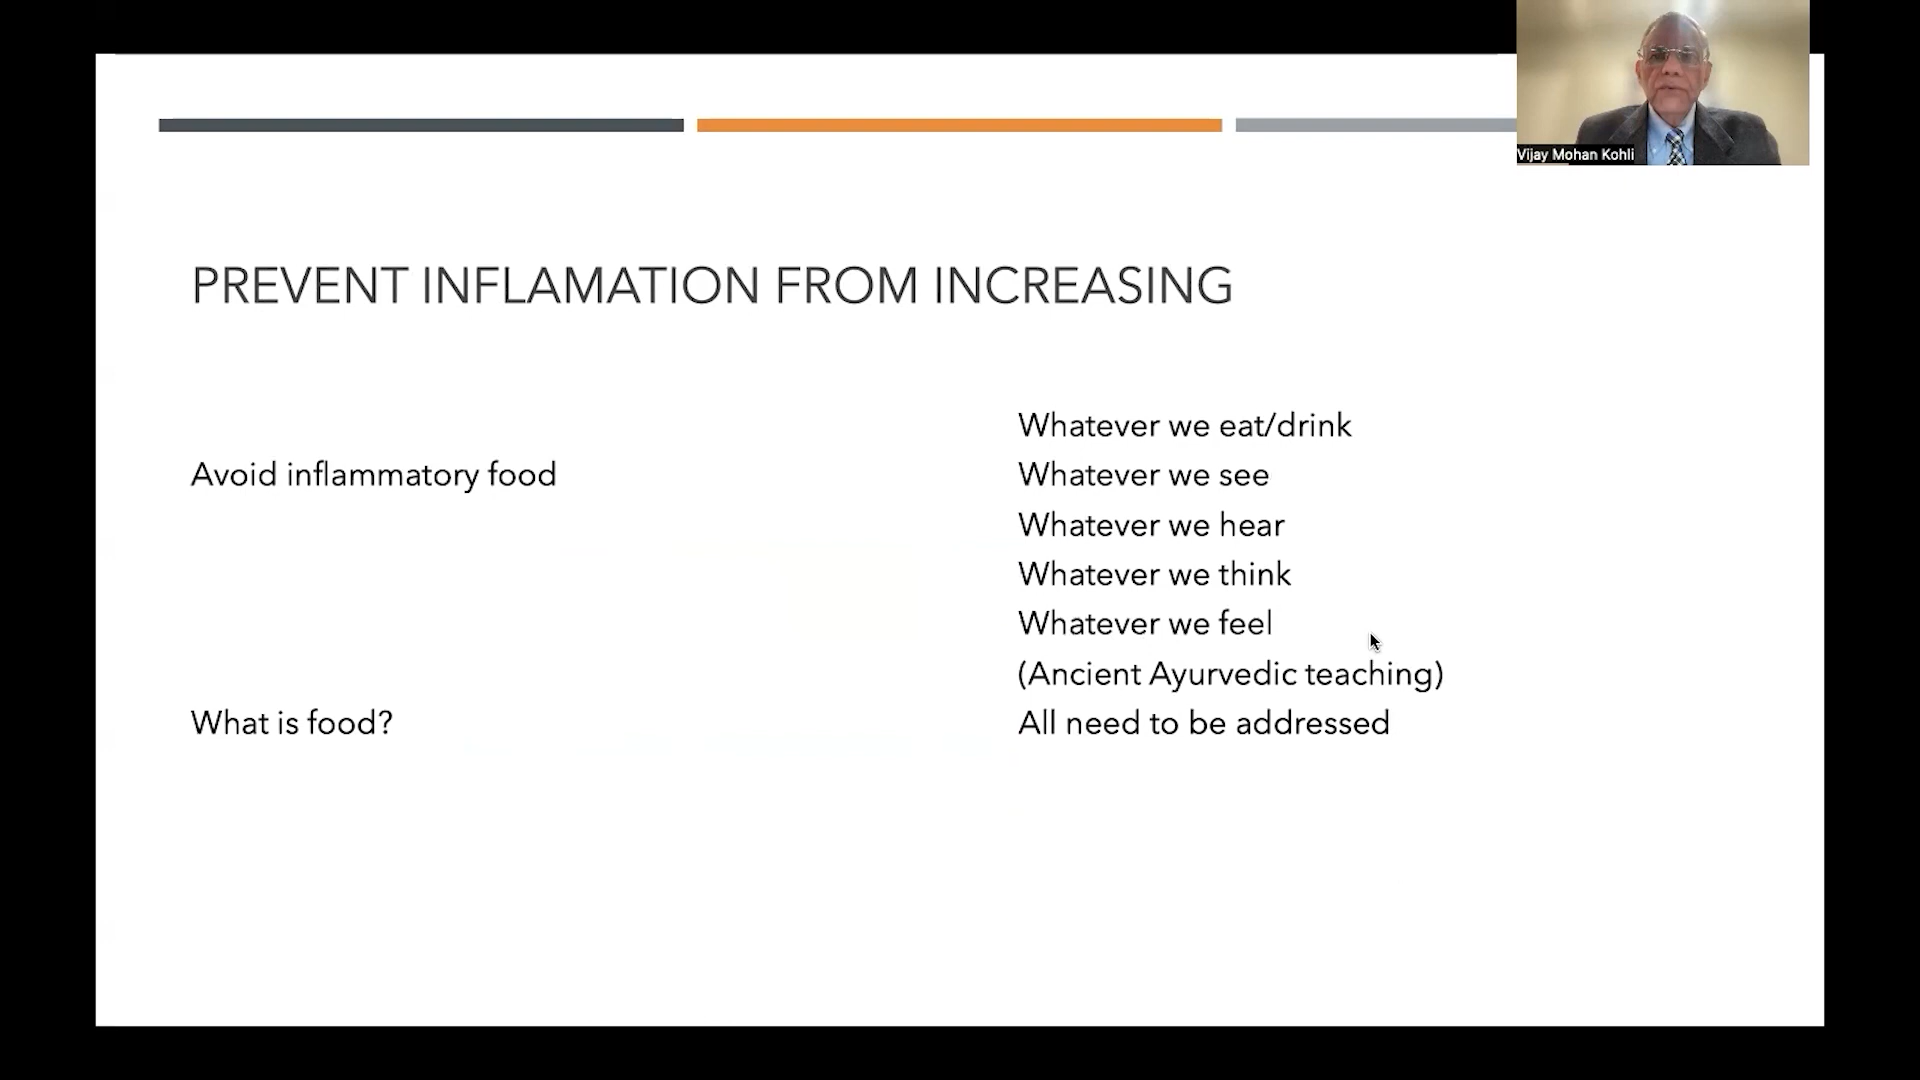 Vijay Mohan Kohli
PREVENT INFLAMATION FROM INCREASING
Avoid inflammatory food
What is food?
Whatever we eat/drink
Whatever we see
Whatever we hear
Whatever we think
Whatever we feel
(Ancient Ayurvedic teaching)
All need to be addressed